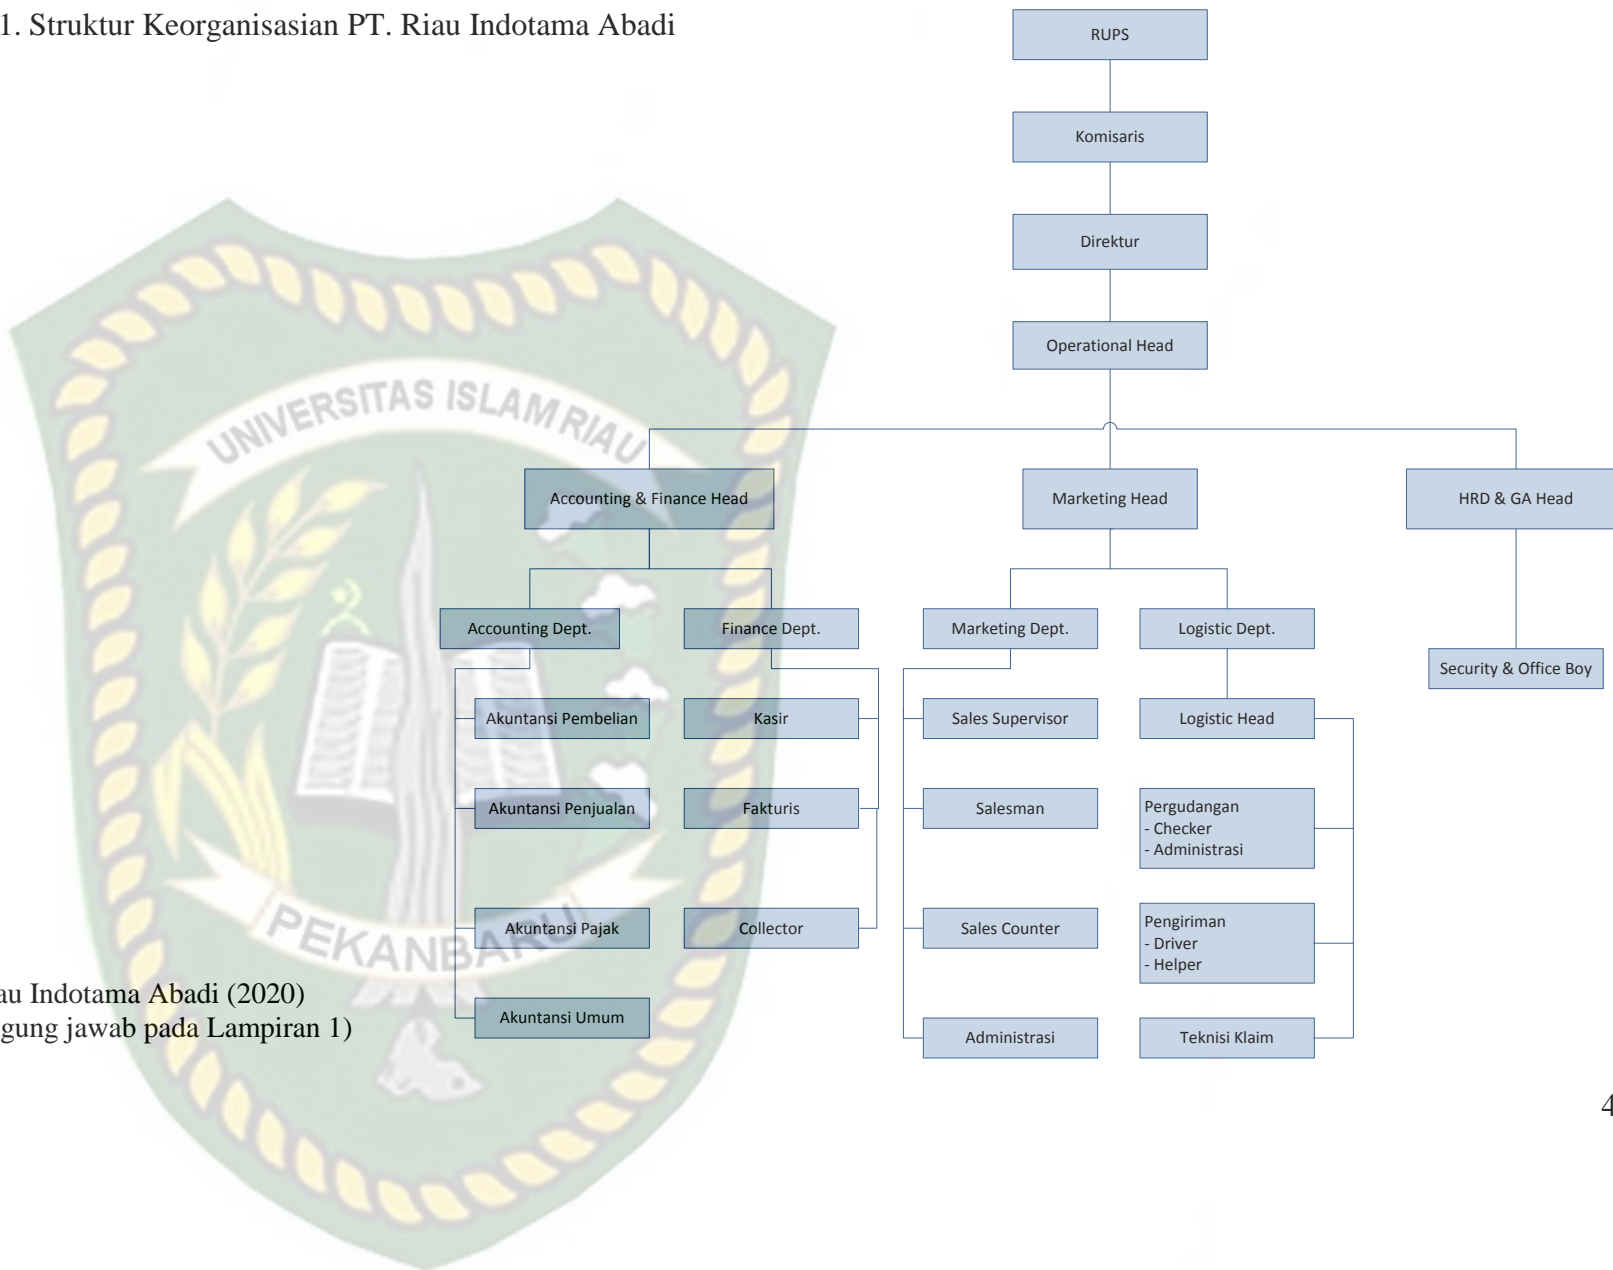 1. Struktur Keorganisasian PT. Riau Indotama Abadi
RUPS
Komisaris
Direktur
Operational Head
Accounting & Finance Head
Marketing Head
HRD & GA Head
Accounting Dept.
Finance Dept.
Marketing Dept.
Logistic Dept.
Security & Office Boy
Akuntansi Pembelian
Kasir
Sales Supervisor
Logistic Head
Akuntansi Penjualan
Fakturis
Salesman
Pergudangan
- Checker
- Administrasi
Akuntansi Pajak
Collector
Sales Counter
Pengiriman
- Driver
- Helper
Akuntansi Umum
Administrasi
Teknisi Klaim
au Indotama Abadi (2020)
gung jawab pada Lampiran 1)
4
UNIVERSITAS ISLAM RIAU
PEKANBARU